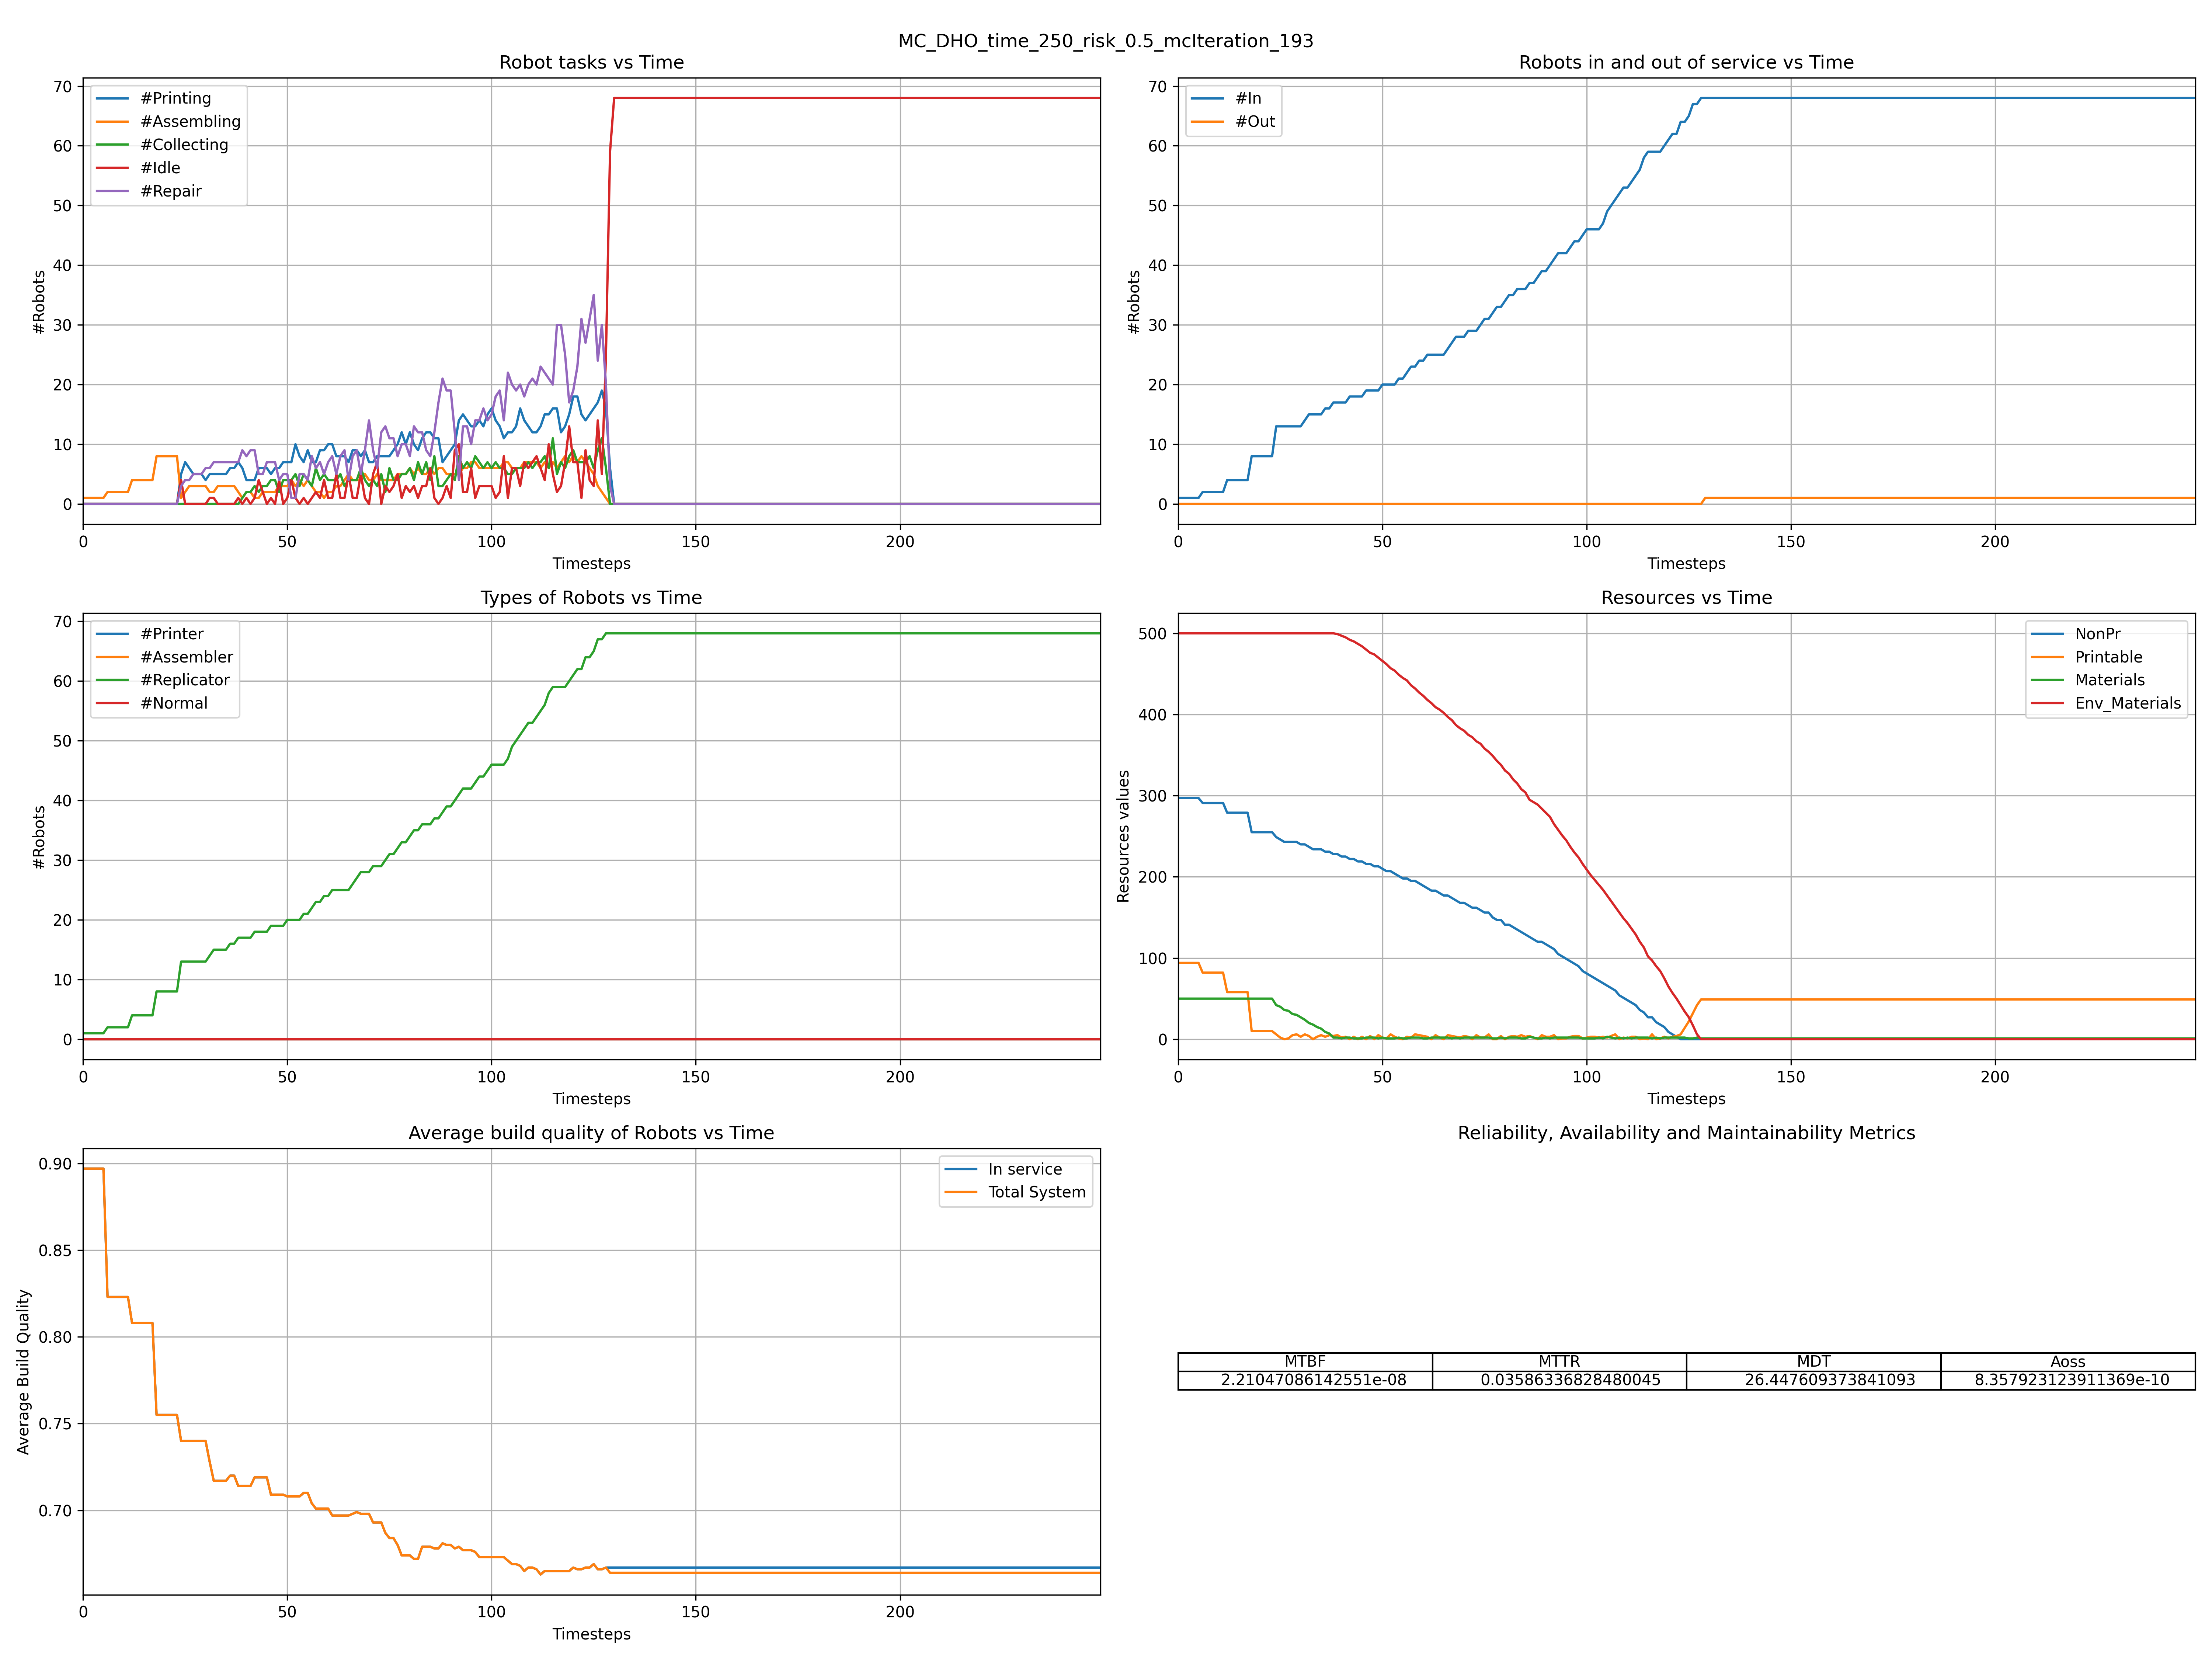 MC_DHO_time_250_risk_0.5_mcIteration_193
Robot tasks vs Time
70
60
50
40
30
20
10
0
#Robots
#Printing
#Assembling
#Collecting
#Idle
#Repair
0 50 100 150 200
Timesteps
Robots in and out of service vs Time
70
60
50
40
30
20
10
0
#Robots
#In
#Out
0 50 100 150 200
Timesteps
Types of Robots vs Time
70
60
50
40
30
20
10
0
#Robots
#Printer
#Assembler
#Replicator
#Normal
0 50 100 150 200
Timesteps
Resources vs Time
500
400
300
200
100
0
Resources values
NonPr
Printable
Materials
Env_Materials
0 50 100 150 200
Timesteps
Average build quality of Robots vs Time
0.90
0.85
0.80
0.75
0.70
Average Build Quality
In service
Total System
0 50 100 150 200
Timesteps
Reliability, Availability and Maintainability Metrics
MTBF MTTR MDT Aoss
2.21047086142551e-08 0.03586336828480045 26.447609373841093 8.357923123911369e-10